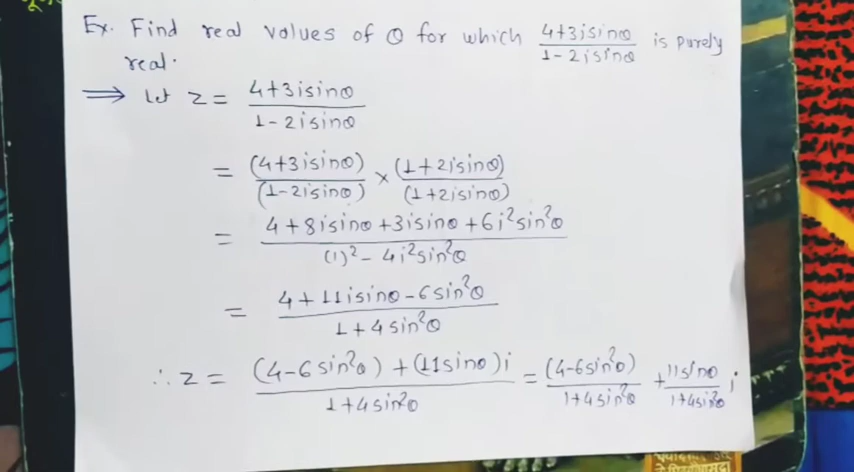 Ex. Find real values of θ for which (4+3isinθ)/(1-2isinθ) is purely
real.
⟹ Let z = (4+3isinθ)/(1-2isinθ)
= (4+3isinθ)/(1-2isinθ) × (1+2isinθ)/(1+2isinθ)
= (4+8isinθ+3isinθ+6i²sin²θ)/((1)²-4i²sin²θ)
= (4+11isinθ-6sin²θ)/(1+4sin²θ)
∴ z = ((4-6sin²θ)+(11sinθ)i)/(1+4sin²θ) = (4-6sin²θ)/(1+4sin²θ) + (11sinθ)/(1+4sin²θ) i